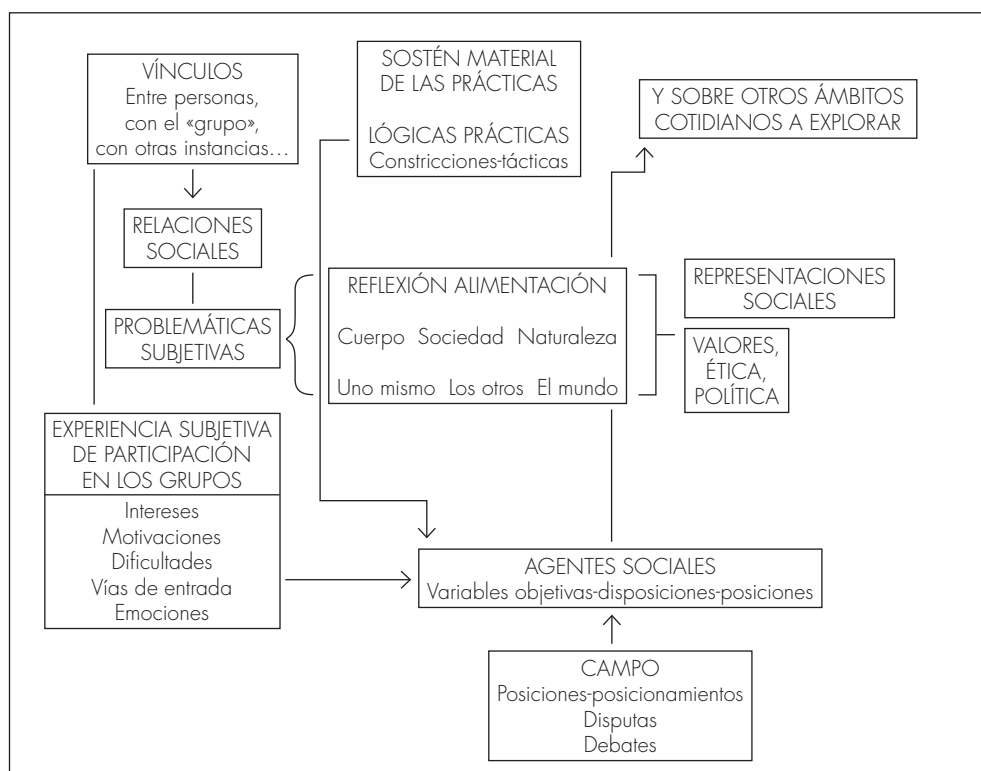 VÍNCULOS
Entre personas,
con el «grupo»,
con otras instancias…
SOSTÉN MATERIAL
DE LAS PRÁCTICAS
LÓGICAS PRÁCTICAS
Constricciones-tácticas
Y SOBRE OTROS ÁMBITOS
COTIDIANOS A EXPLORAR
RELACIONES
SOCIALES
PROBLEMÁTICAS
SUBJETIVAS
REFLEXIÓN ALIMENTACIÓN
Cuerpo Sociedad Naturaleza
Uno mismo Los otros El mundo
REPRESENTACIONES
SOCIALES
VALORES,
ÉTICA,
POLÍTICA
EXPERIENCIA SUBJETIVA
DE PARTICIPACIÓN
EN LOS GRUPOS
Intereses
Motivaciones
Dificultades
Vías de entrada
Emociones
AGENTES SOCIALES
Variables objetivas-disposiciones-posiciones
CAMPO
Posiciones-posicionamientos
Disputas
Debates